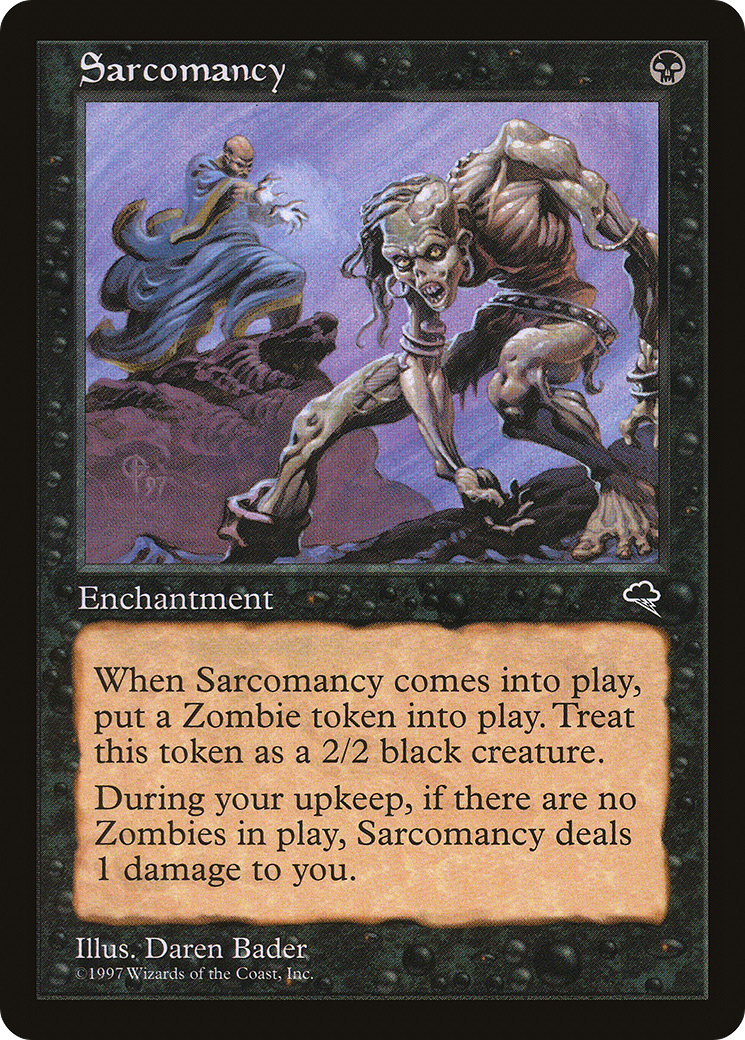 Sarcomancy
97
Enchantment
When Sarcomancy comes into play,
put a Zombie token into play. Treat
this token as a 2/2 black creature.
During your upkeep, if there are no
Zombies in play, Sarcomancy deals
1 damage to you.
Illus. Daren Bader
©1997 Wizards of the Coast, Inc.